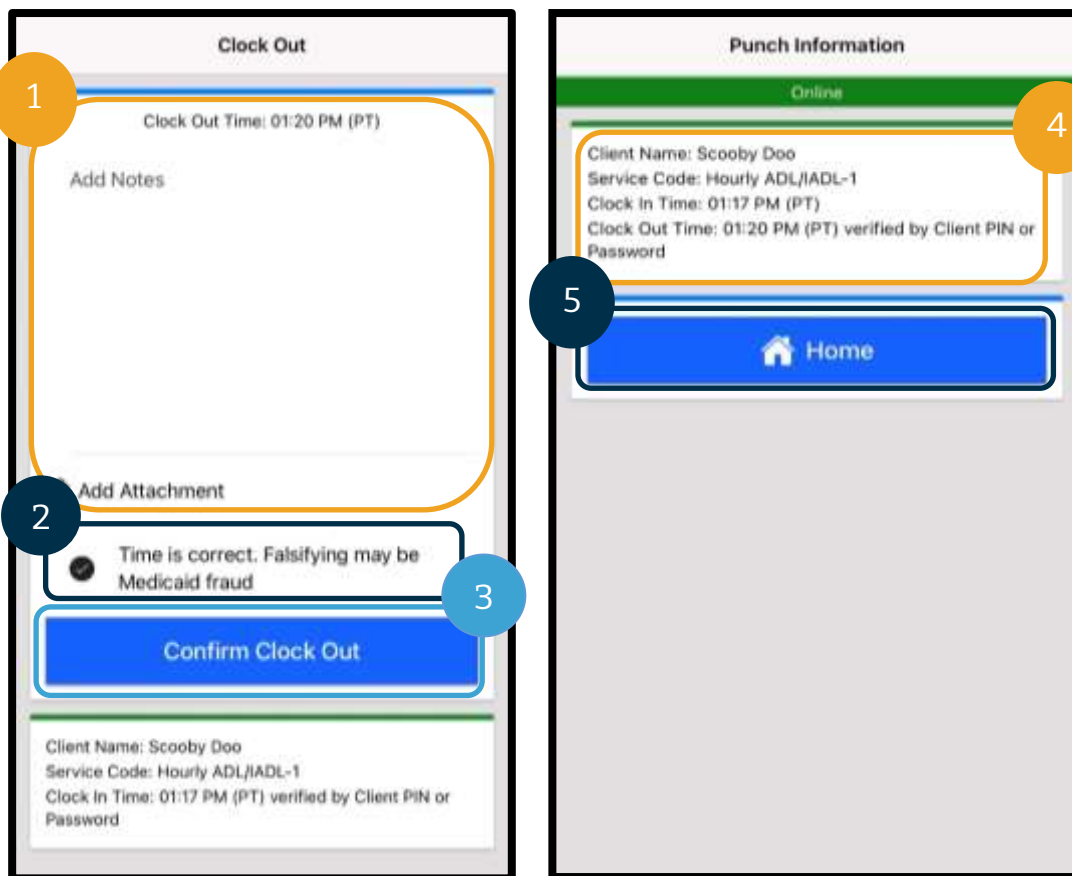 Clock Out
1
Clock Out Time: 01:20 PM (PT)
Add Notes
Add Attachment
2
Time is correct. Falsifying may be
Medicaid fraud
3
Confirm Clock Out
Client Name: Scooby Doo
Service Code: Hourly ADL/IADL-1
Clock In Time: 01:17 PM (PT) verified by Client PIN or
Password
Punch Information
Online
4
Client Name: Scooby Doo
Service Code: Hourly ADL/IADL-1
Clock In Time: 01:17 PM (PT)
Clock Out Time: 01:20 PM (PT) verified by Client PIN or
Password
5
Home